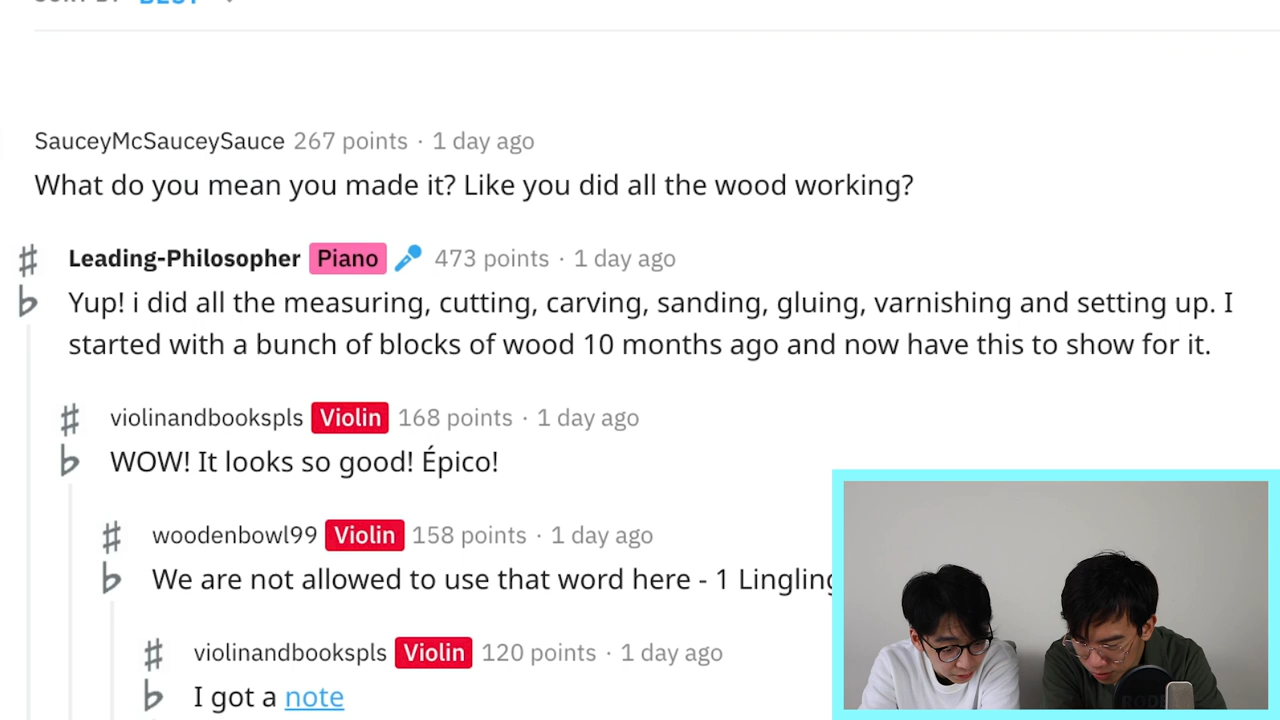 SORT BY BEST
SauceyMcSauceySauce 267 points · 1 day ago
What do you mean you made it? Like you did all the wood working?
Leading-Philosopher Piano 473 points · 1 day ago
Yup! i did all the measuring, cutting, carving, sanding, gluing, varnishing and setting up. I
started with a bunch of blocks of wood 10 months ago and now have this to show for it.
violinandbookspls Violin 168 points · 1 day ago
WOW! It looks so good! Épico!
woodenbowl99 Violin 158 points · 1 day ago
We are not allowed to use that word here - 1 Lingling
violinandbookspls Violin 120 points · 1 day ago
I got a note
RODE